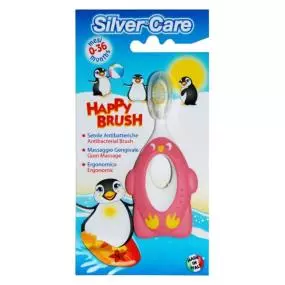 Silver Care
mesi
0-36
months
HAPPY
BRUSH
Setole Antibatteriche
Antibacterial Brush
Massaggio Gengivale
Gum Massage
Ergonomico
Ergonomic
MADE
IN
ITALY